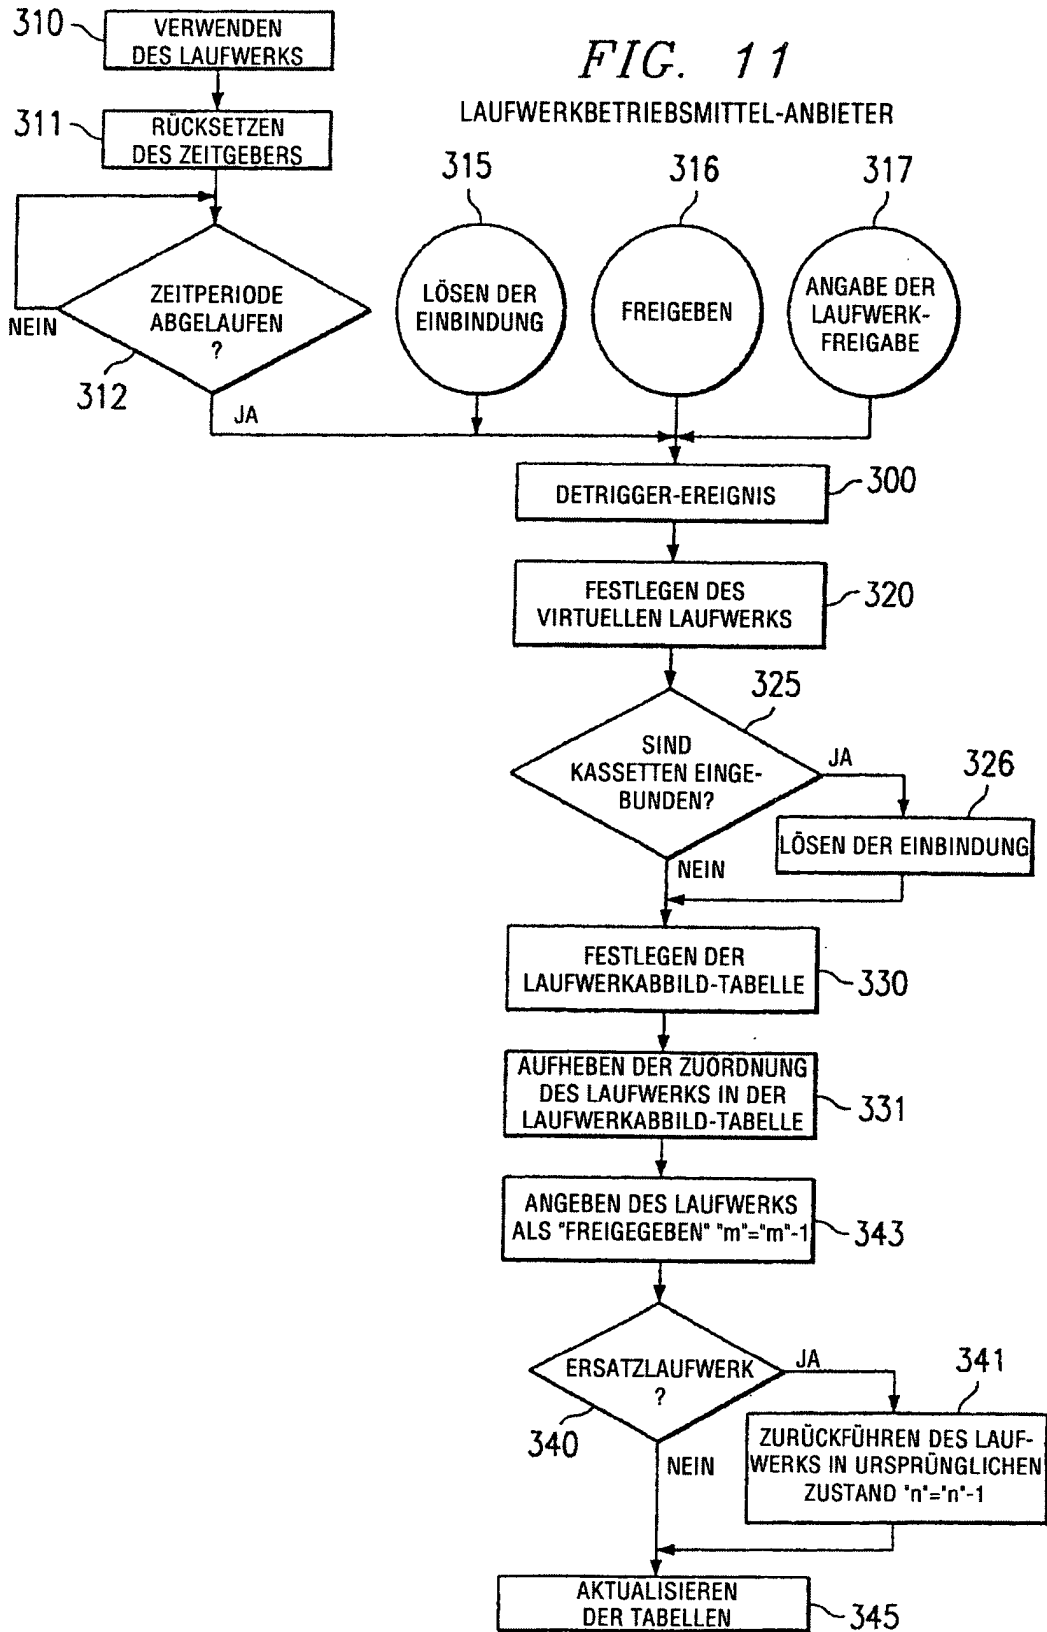 310
VERWENDEN
DES LAUFWERKS
FIG. 11
LAUFWERKBETRIEBSMITTEL-ANBIETER
311
RÜCKSETZEN
DES ZEITGEBERS
315
316
317
ZEITPERIODE
ABGELAUFEN
?
NEIN
312
JA
LÖSEN DER
EINBINDUNG
FREIGEBEN
ANGABE DER
LAUFWERK-
FREIGABE
DETRIGGER-EREIGNIS
300
FESTLEGEN DES
VIRTUELLEN LAUFWERKS
320
325
SIND
KASSETTEN EINGE-
BUNDEN?
JA
326
LÖSEN DER EINBINDUNG
NEIN
FESTLEGEN DER
LAUFWERKABBILD-TABELLE
330
AUFHEBEN DER ZUORDNUNG
DES LAUFWERKS IN DER
LAUFWERKABBILD-TABELLE
331
ANGEBEN DES LAUFWERKS
ALS "FREIGEGEBEN" "m"="m"-1
343
ERSATZLAUFWERK
?
JA
341
340
NEIN
ZURÜCKFÜHREN DES LAUF-
WERKS IN URSPRÜNGLICHEN
ZUSTAND "n"="n"-1
AKTUALISIEREN
DER TABELLEN
345